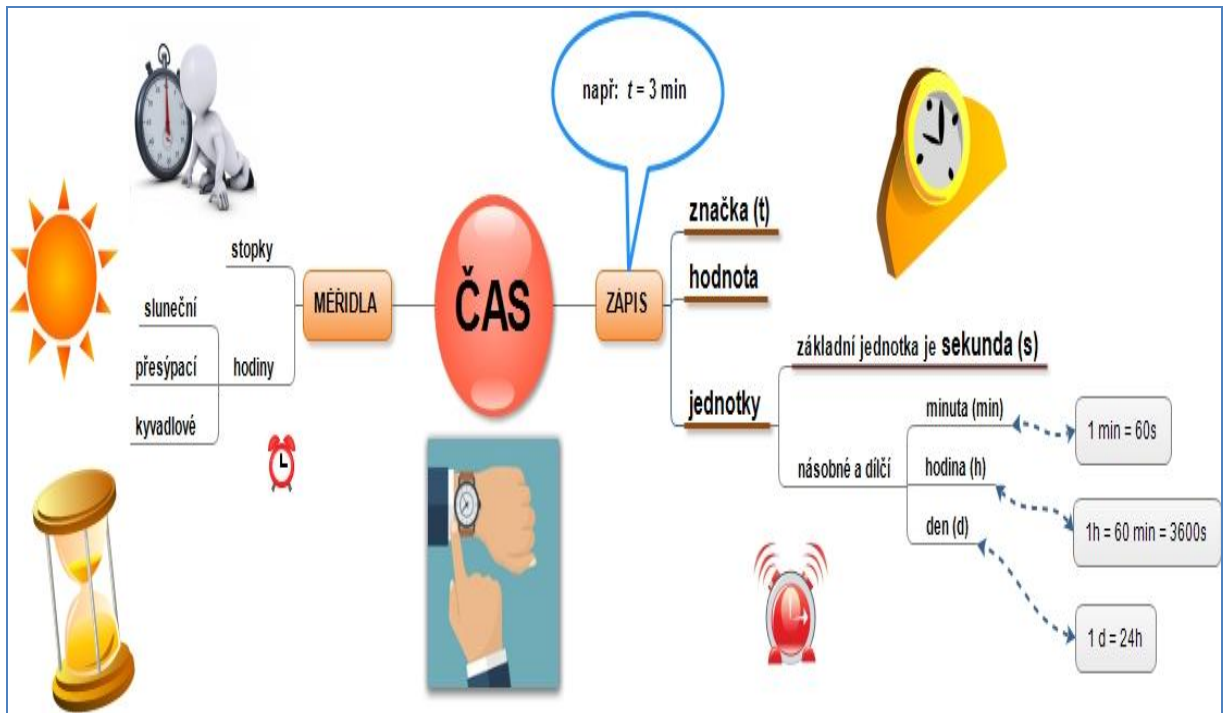 např: t = 3 min
ČAS
MĚŘIDLA
stopky
hodiny
sluneční
přesýpací
kyvadlové
ZÁPIS
značka (t)
hodnota
jednotky
základní jednotka je sekunda (s)
násobné a dílčí
minuta (min)
1 min = 60s
hodina (h)
1h = 60 min = 3600s
den (d)
1 d = 24h